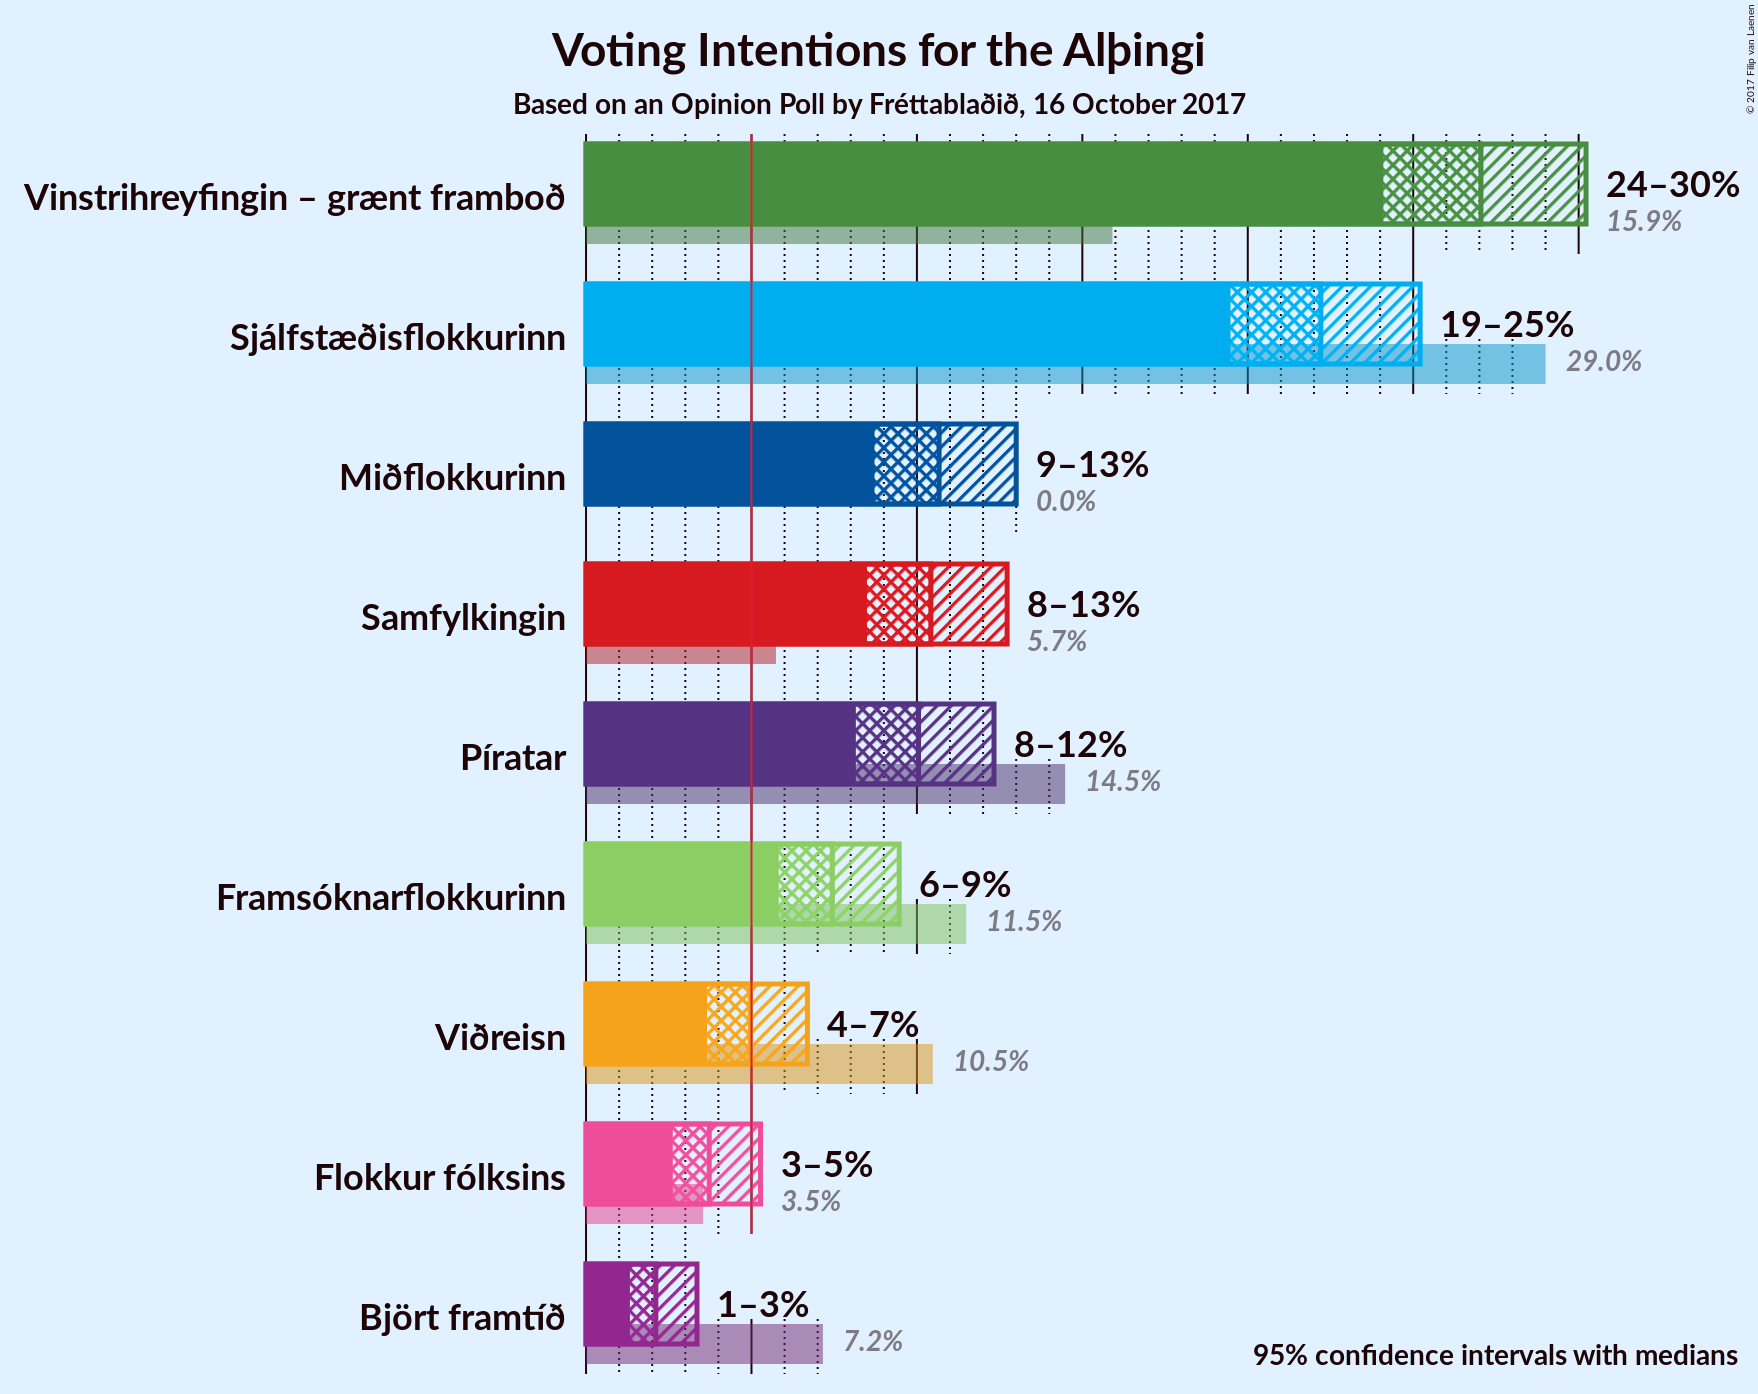 Voting Intentions for the Alþingi
Based on an Opinion Poll by Fréttablaðið, 16 October 2017
© 2017 Filip van Laenen
Vinstrihreyfingin – grænt framboð
24–30%
15.9%
Sjálfstæðisflokkurinn
19–25%
29.0%
Miðflokkurinn
9–13%
0.0%
Samfylkingin
8–13%
5.7%
Píratar
8–12%
14.5%
Framsóknarflokkurinn
6–9%
11.5%
Viðreisn
4–7%
10.5%
Flokkur fólksins
3–5%
3.5%
Björt framtíð
1–3%
7.2%
95% confidence intervals with medians